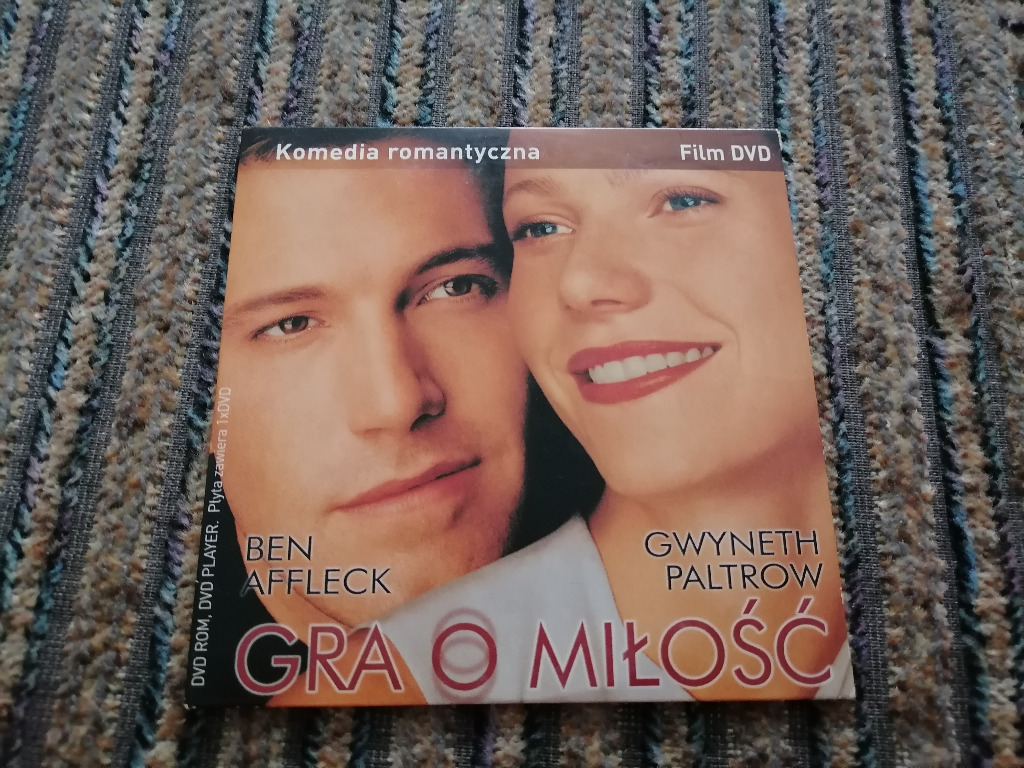 Komedia romantyczna
Film DVD
DVD ROM, DVD PLAYER. Płyta zawiera 1xDVD
BEN
AFFLECK
GWYNETH
PALTROW
GRA O MIŁOŚĆ